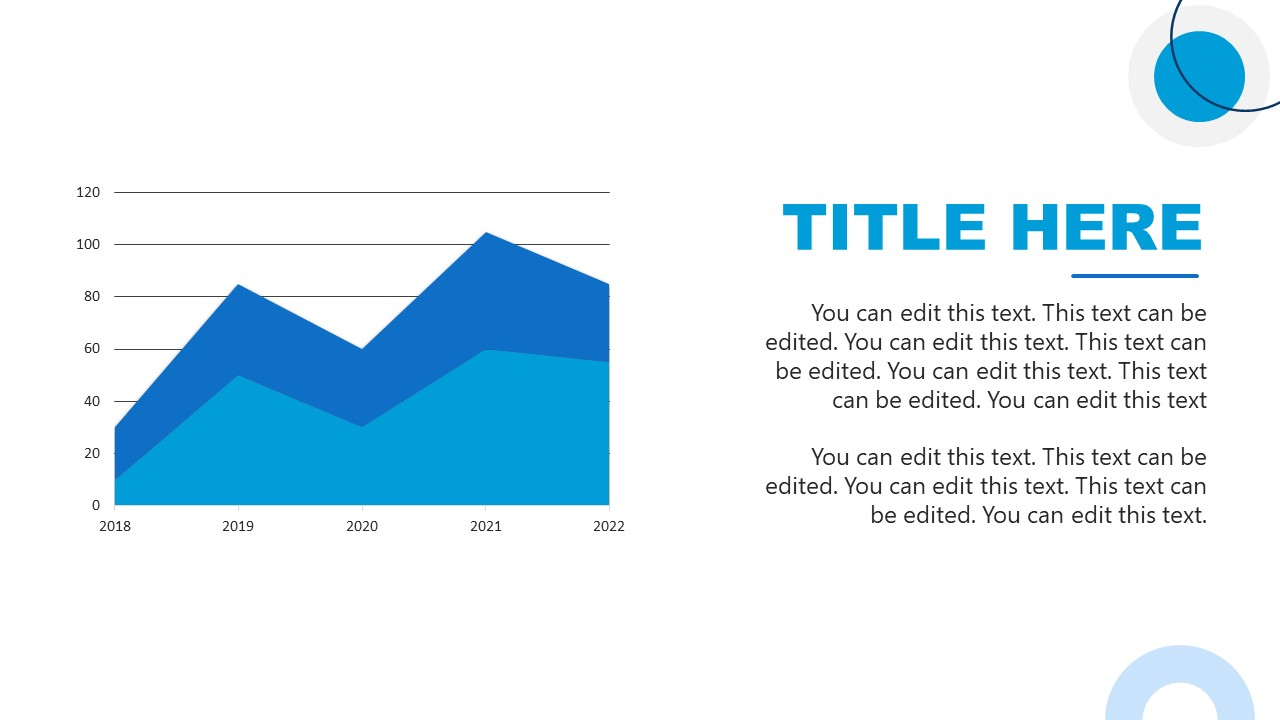 120
100
80
60
40
20
0
2018 2019 2020 2021 2022
TITLE HERE
You can edit this text. This text can be
edited. You can edit this text. This text can
be edited. You can edit this text. This text
can be edited. You can edit this text
You can edit this text. This text can be
edited. You can edit this text. This text can
be edited. You can edit this text.